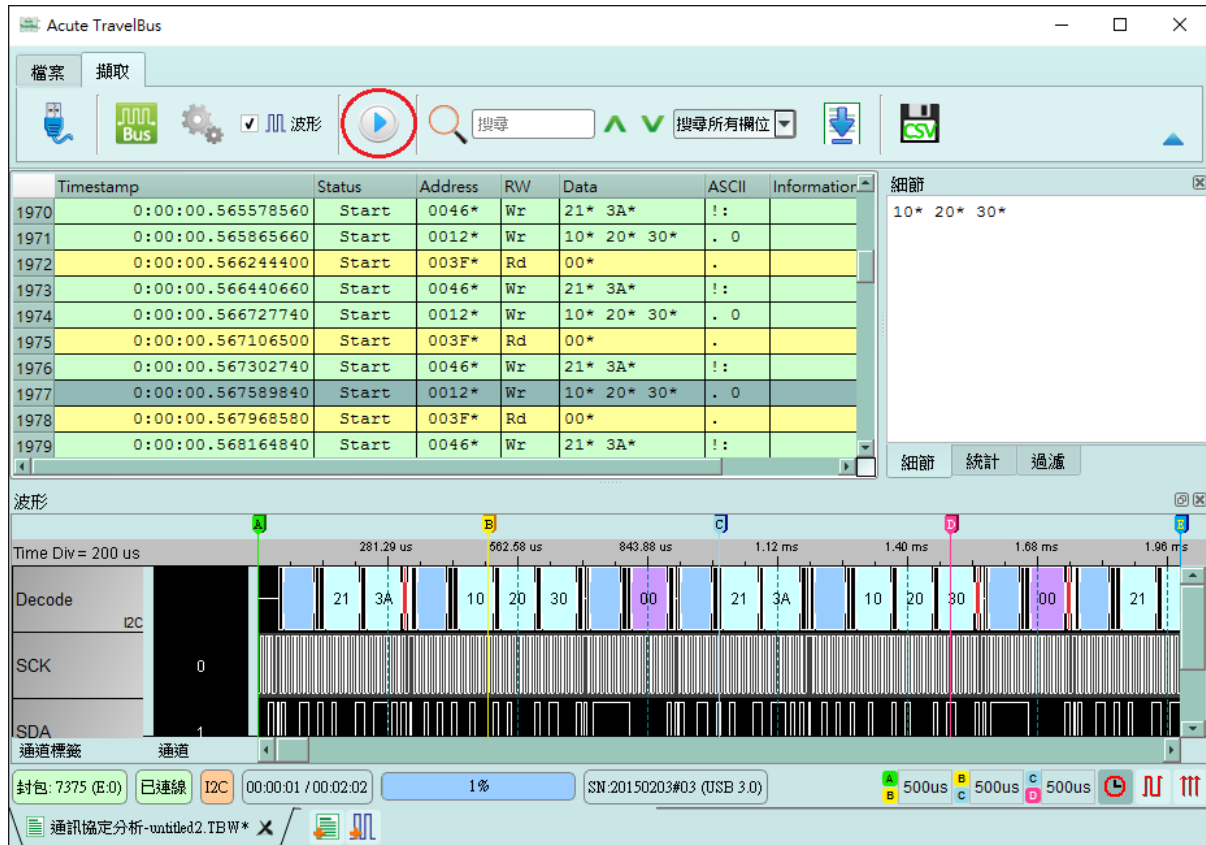 Acute TravelBus
檔案 擷取
Bus 波形 搜尋 搜尋所有欄位 CSV
Timestamp Status Address RW Data ASCII Information
1970 0:00:00.565578560 Start 0046* Wr 21* 3A* !:
1971 0:00:00.565865660 Start 0012* Wr 10* 20* 30* . 0
1972 0:00:00.566244400 Start 003F* Rd 00* .
1973 0:00:00.566440660 Start 0046* Wr 21* 3A* !:
1974 0:00:00.566727740 Start 0012* Wr 10* 20* 30* . 0
1975 0:00:00.567106500 Start 003F* Rd 00* .
1976 0:00:00.567302740 Start 0046* Wr 21* 3A* !:
1977 0:00:00.567589840 Start 0012* Wr 10* 20* 30* . 0
1978 0:00:00.567968580 Start 003F* Rd 00* .
1979 0:00:00.568164840 Start 0046* Wr 21* 3A* !:
細節
10* 20* 30*
細節 統計 過濾
波形
A B C D E
Time Div = 200 us 281.29 us 562.58 us 843.88 us 1.12 ms 1.40 ms 1.68 ms 1.96 ms
Decode 21 3A 10 20 30 00 21 3A 10 20 30 00 21
I2C
SCK 0
SDA 1
通道標籤 通道
封包: 7375 (E:0) 已連線 I2C 00:00:01 / 00:02:02 1% SN:20150203#03 (USB 3.0) A B 500us B C 500us C D 500us
通訊協定分析-untitled2.TBW*